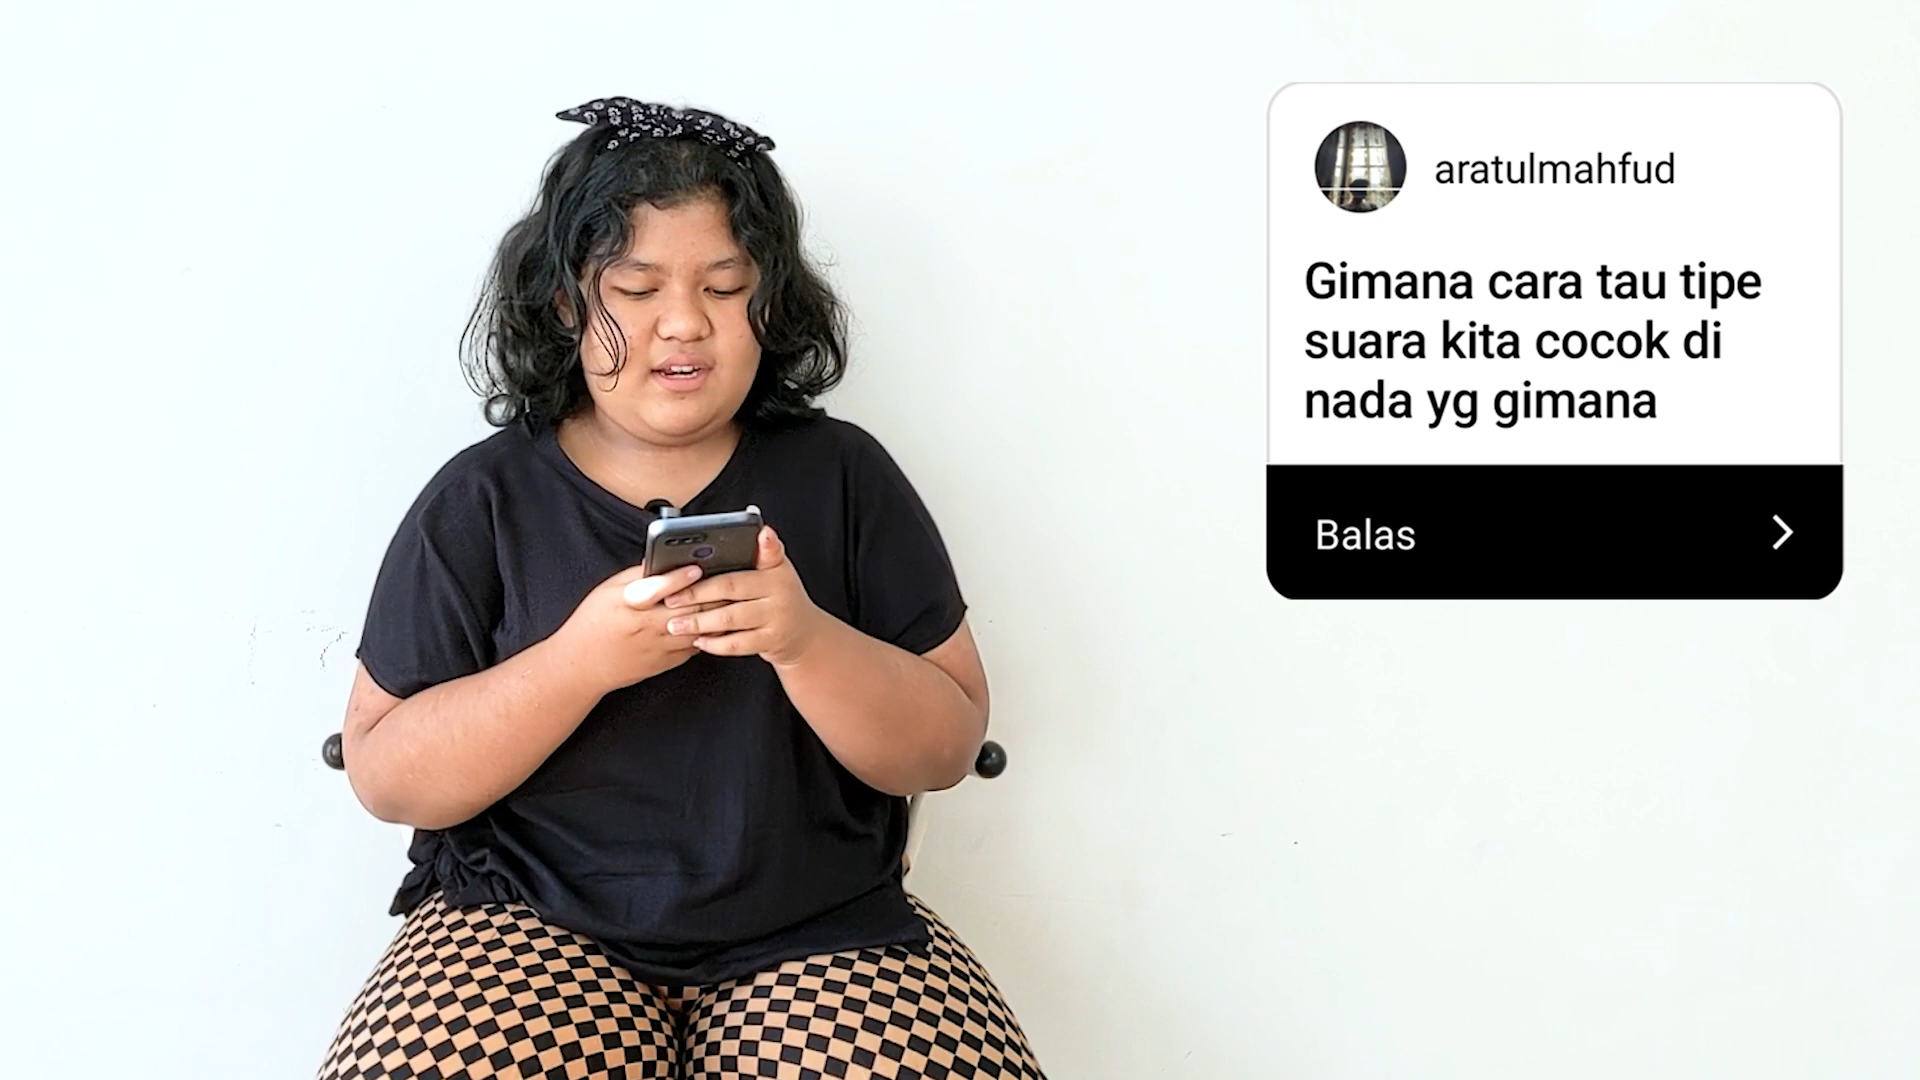 aratulmahfud
Gimana cara tau tipe
suara kita cocok di
nada yg gimana
Balas